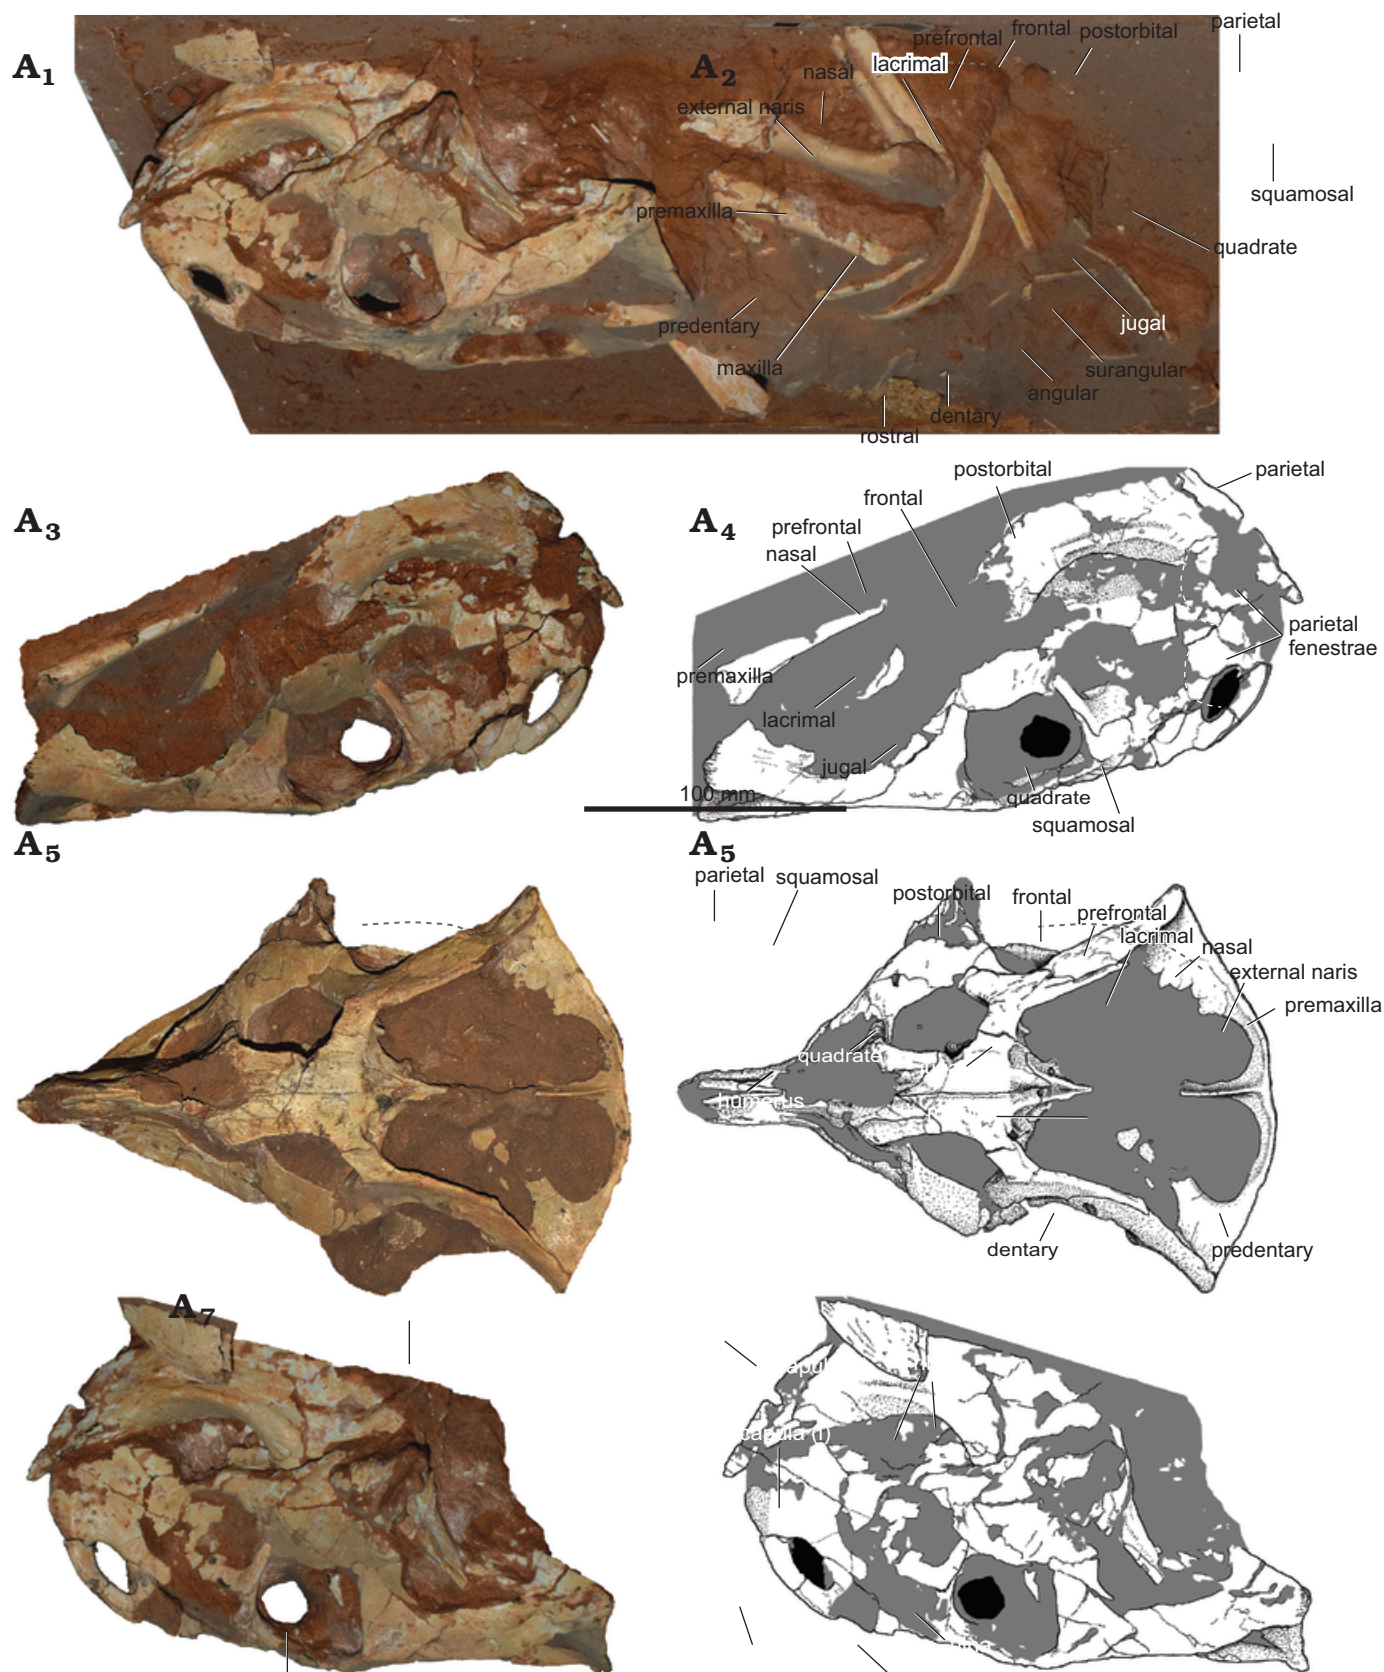 A1
A2
parietal
frontal
postorbital
prefrontal
lacrimal
nasal
external naris
squamosal
premaxilla
quadrate
predentary
jugal
maxilla
surangular
angular
dentary
rostral
A3
A4
postorbital
parietal
frontal
prefrontal
nasal
parietal
fenestrae
premaxilla
lacrimal
jugal
100 mm
quadrate
squamosal
A5
A5
parietal
squamosal
postorbital
frontal
prefrontal
lacrimal
nasal
external naris
premaxilla
quadrate
humerus
dentary
predentary
A7
capula (l)